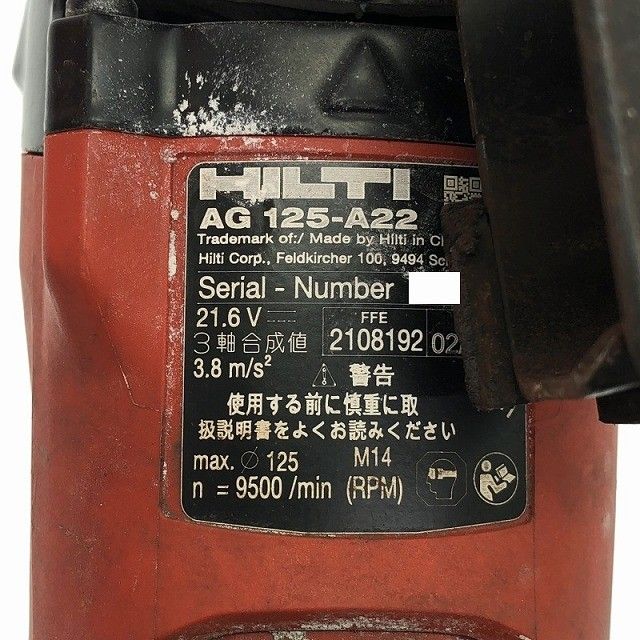 HILTI
AG 125-A22
Trademark of:/ Made by Hilti in
Hilti Corp., Feldkircher 100, 9494
Serial - Number
21.6 V
FFE
3軸合成値 2108192 02
3.8 m/s²
警告
使用する前に慎重に取
扱説明書をよくお読みください
max. ∅ 125 M14
n = 9500 /min (RPM)